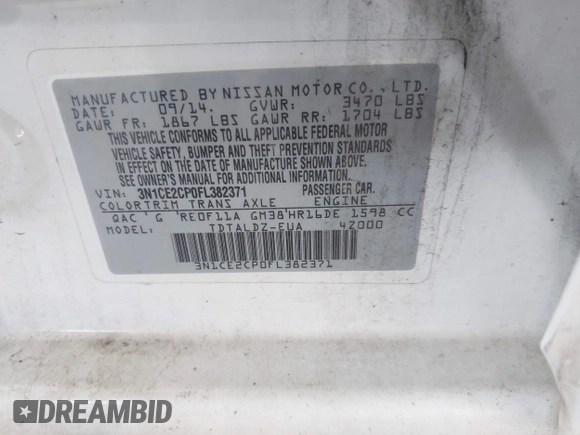 MANUFACTURED BY NISSAN MOTOR CO., LTD.
DATE: 09/14. GVWR: 3470 LBS
GAWR FR: 1867 LBS GAWR RR: 1704 LBS
THIS VEHICLE CONFORMS TO ALL APPLICABLE FEDERAL MOTOR
VEHICLE SAFETY, BUMPER AND THEFT PREVENTION STANDARDS
IN EFFECT ON THE DATE OF MANUFACTURE SHOWN ABOVE.
SEE OWNER'S MANUAL FOR ADDITIONAL INFORMATION.
VIN: 3N1CE2CP0FL382371 PASSENGER CAR.
COLOR TRIM TRANS AXLE ENGINE
QAC G RE0F11A GM38 HR16DE 1598 CC
MODEL: TDTALDZ-EUA 4Z000
3N1CE2CP0FL382371
DREAMBID